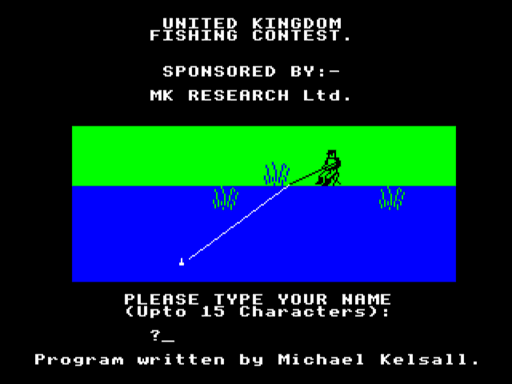 UNITED KINGDOM
FISHING CONTEST.
SPONSORED BY:-
MK RESEARCH Ltd.
PLEASE TYPE YOUR NAME
(Upto 15 Characters):
?_
Program written by Michael Kelsall.